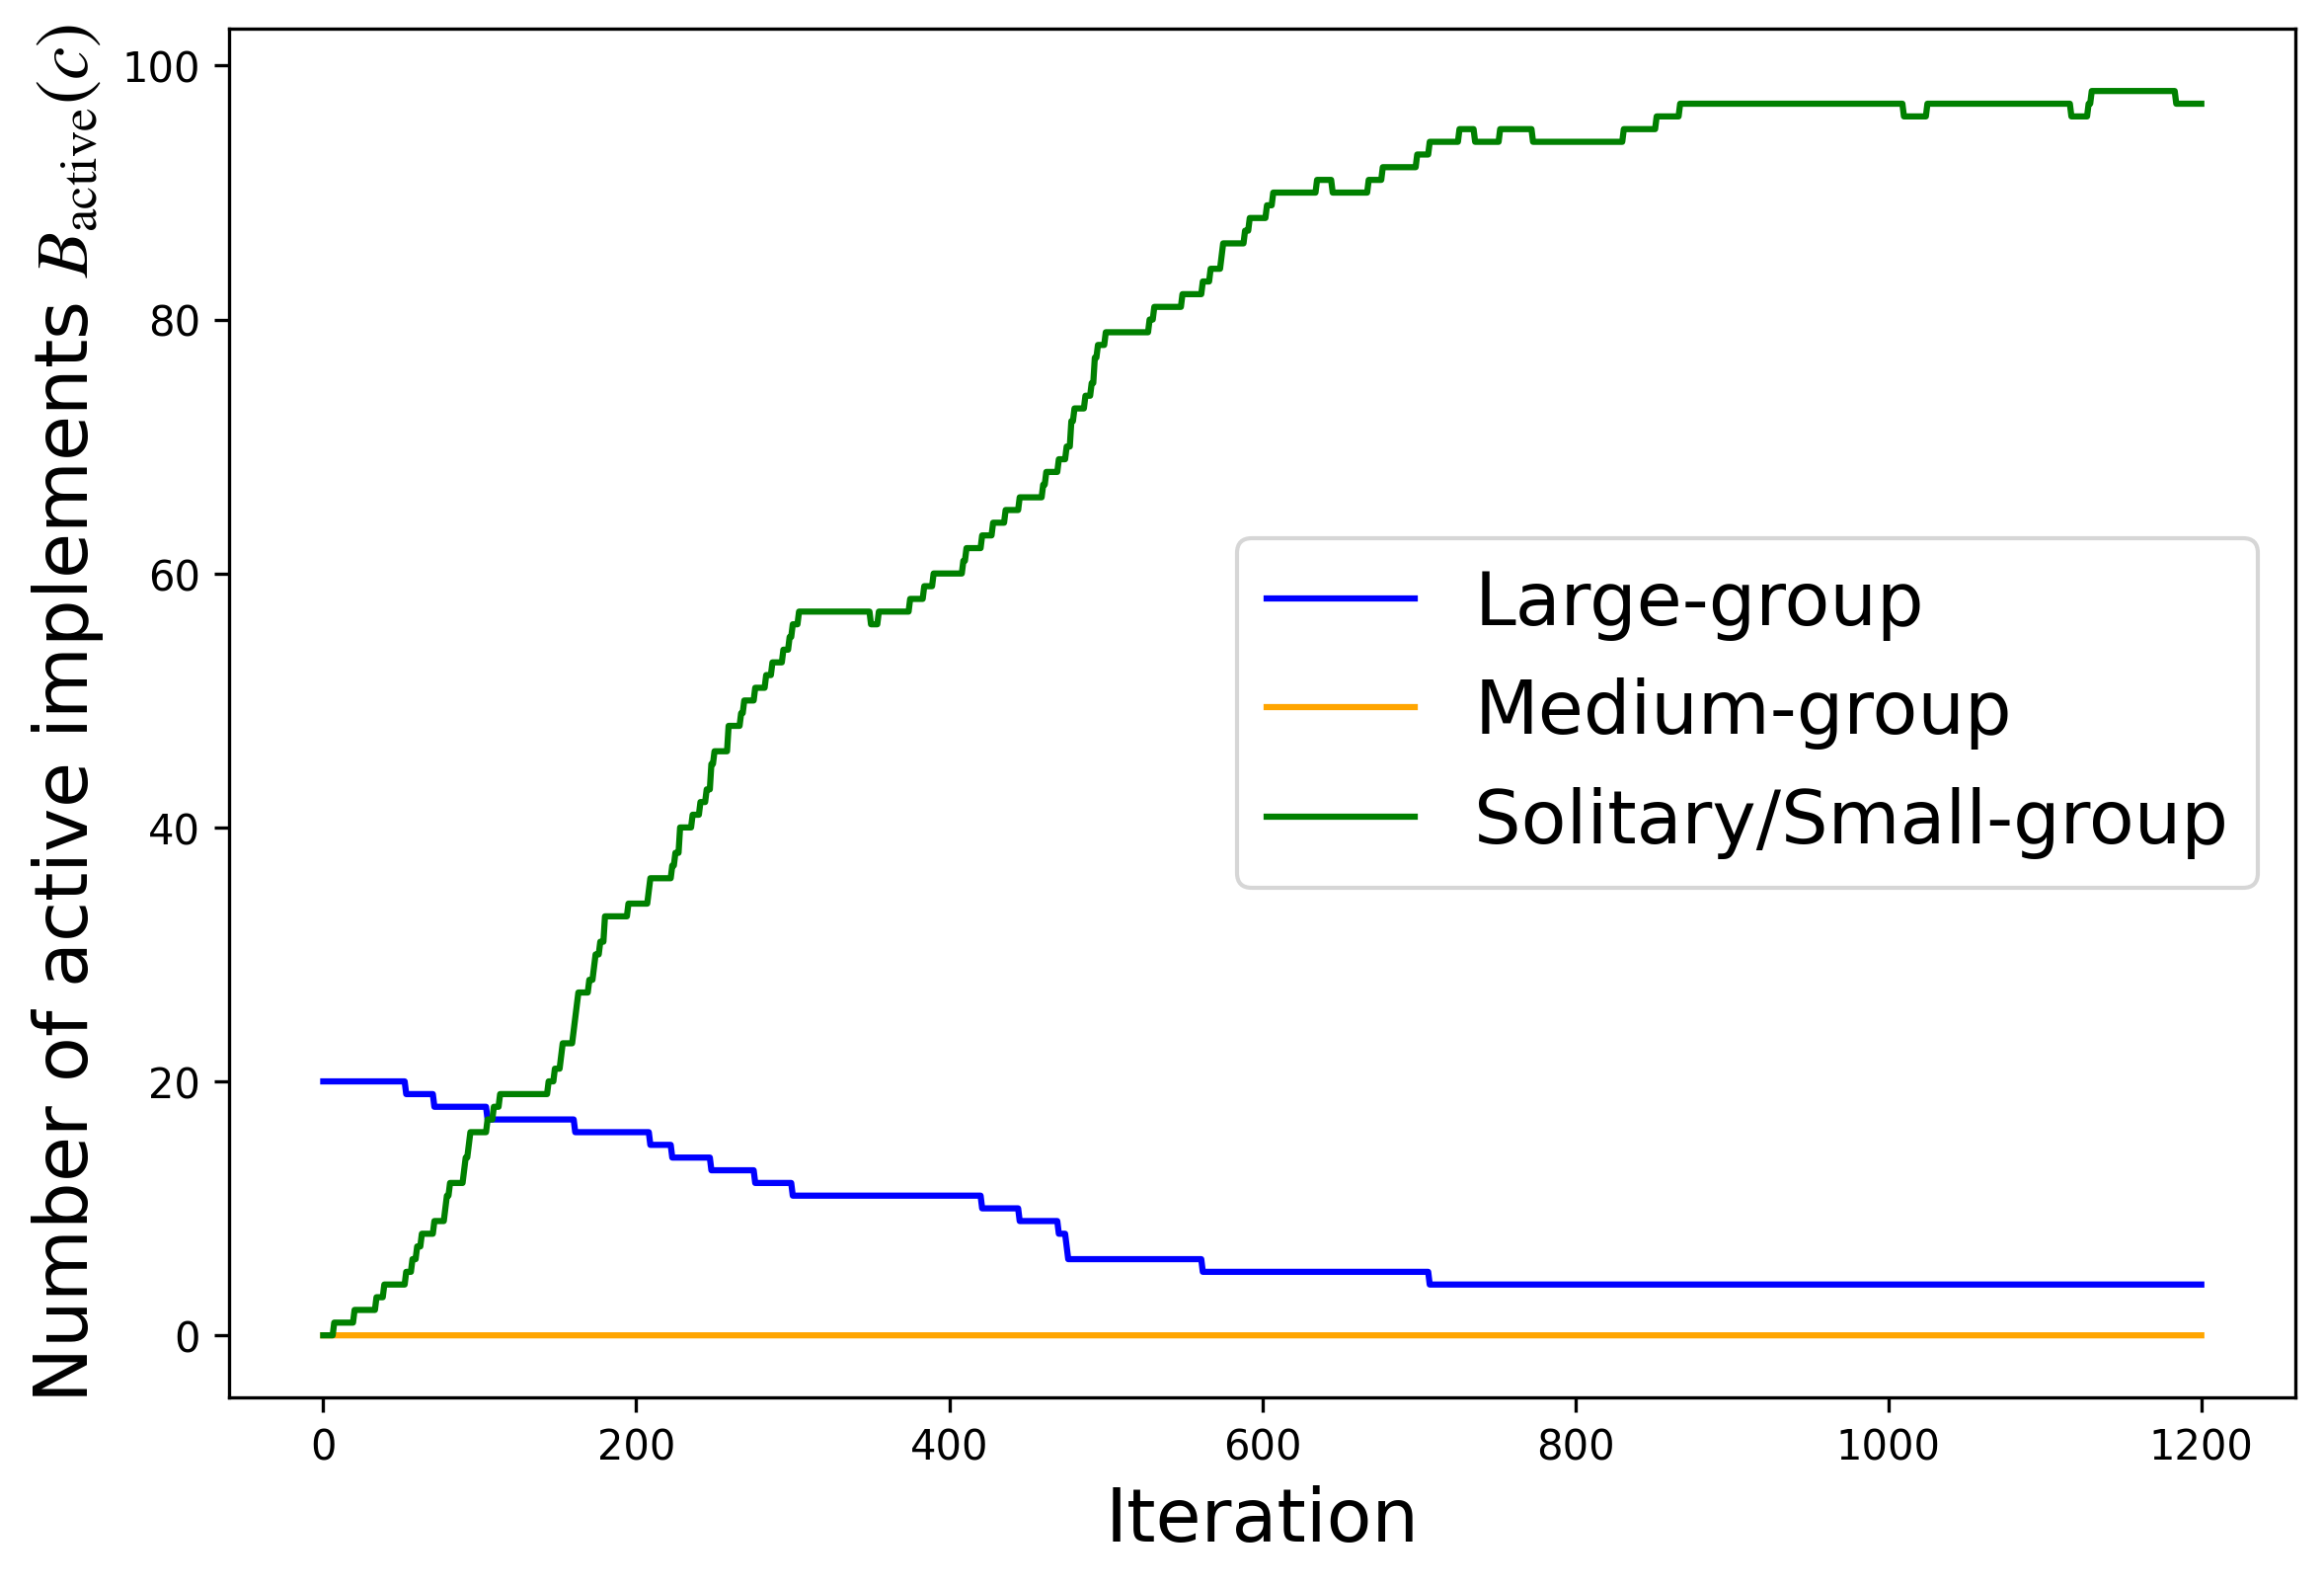 Number of active implements B_active(c)
100
80
60
40
20
0
0 200 400 600 800 1000 1200
Iteration
Large-group
Medium-group
Solitary/Small-group